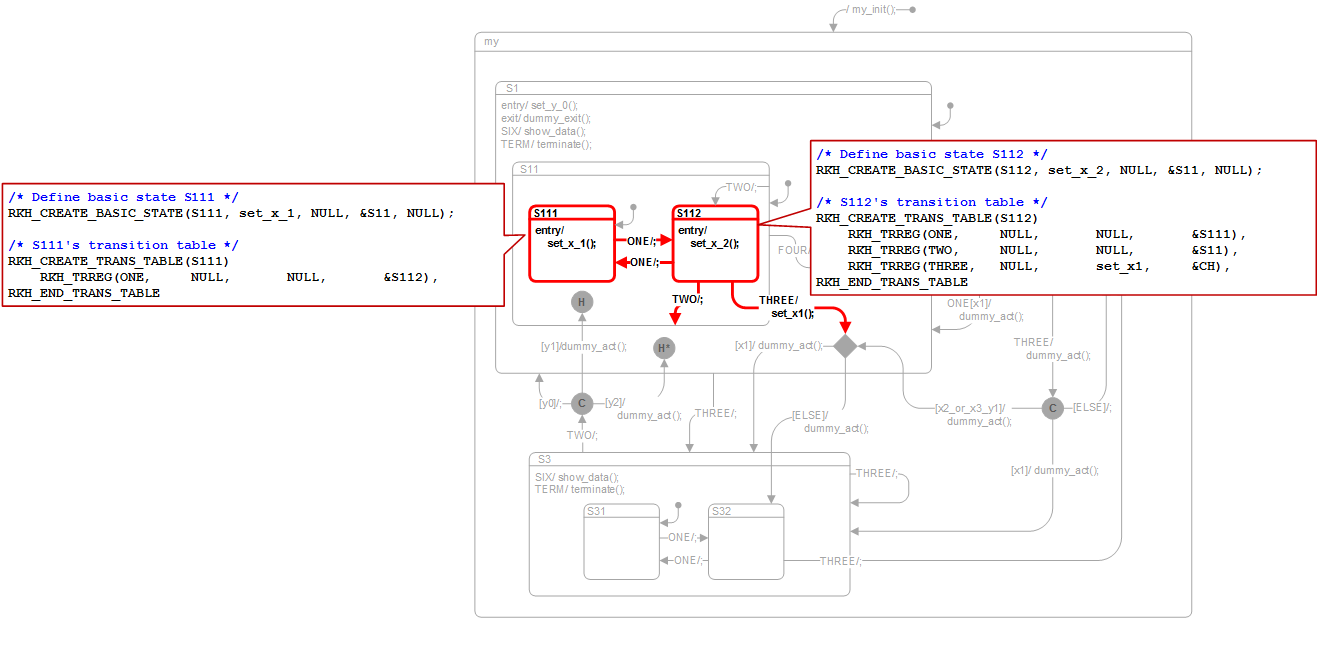 / my_init();
my
S1
entry/ set_y_0();
exit/ dummy_exit();
SIX/ show_data();
TERM/ terminate();
S11
TWO/;
/* Define basic state S111 */
RKH_CREATE_BASIC_STATE(S111, set_x_1, NULL, &S11, NULL);
/* S111's transition table */
RKH_CREATE_TRANS_TABLE(S111)
RKH_TRREG(ONE, NULL, NULL, &S112),
RKH_END_TRANS_TABLE
/* Define basic state S112 */
RKH_CREATE_BASIC_STATE(S112, set_x_2, NULL, &S11, NULL);
/* S112's transition table */
RKH_CREATE_TRANS_TABLE(S112)
RKH_TRREG(ONE, NULL, NULL, &S111),
RKH_TRREG(TWO, NULL, NULL, &S11),
RKH_TRREG(THREE, NULL, set_x1, &CH),
RKH_END_TRANS_TABLE
S111
entry/
set_x_1();
ONE/;
ONE/;
S112
entry/
set_x_2();
FOUR/
TWO/;
THREE/
set_x1();
H
ONE[x1]/
dummy_act();
[y1]/dummy_act();
H*
[x1]/ dummy_act();
THREE/
dummy_act();
[y0]/;
C
[y2]/
dummy_act();
THREE/;
[ELSE]/
dummy_act();
[x2_or_x3_y1]/
dummy_act();
C
[ELSE]/;
TWO/;
[x1]/ dummy_act();
S3
SIX/ show_data();
TERM/ terminate();
THREE/;
S31
S32
ONE/;
ONE/;
THREE/;